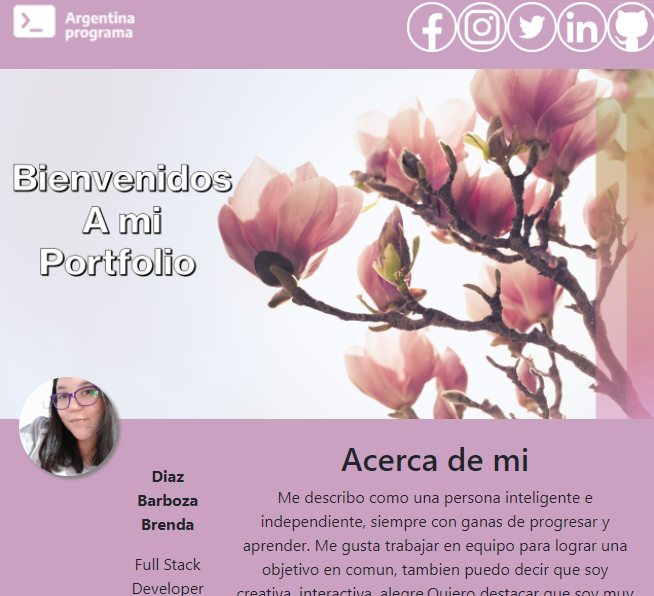 Argentina
programa
Bienvenidos
A mi
Portfolio
Diaz
Barboza
Brenda
Full Stack
Developer
Acerca de mi
Me describo como una persona inteligente e
independiente, siempre con ganas de progresar y
aprender. Me gusta trabajar en equipo para lograr una
objetivo en comun, tambien puedo decir que soy
creativa, interactiva, alegre.Quiero destacar que soy muy